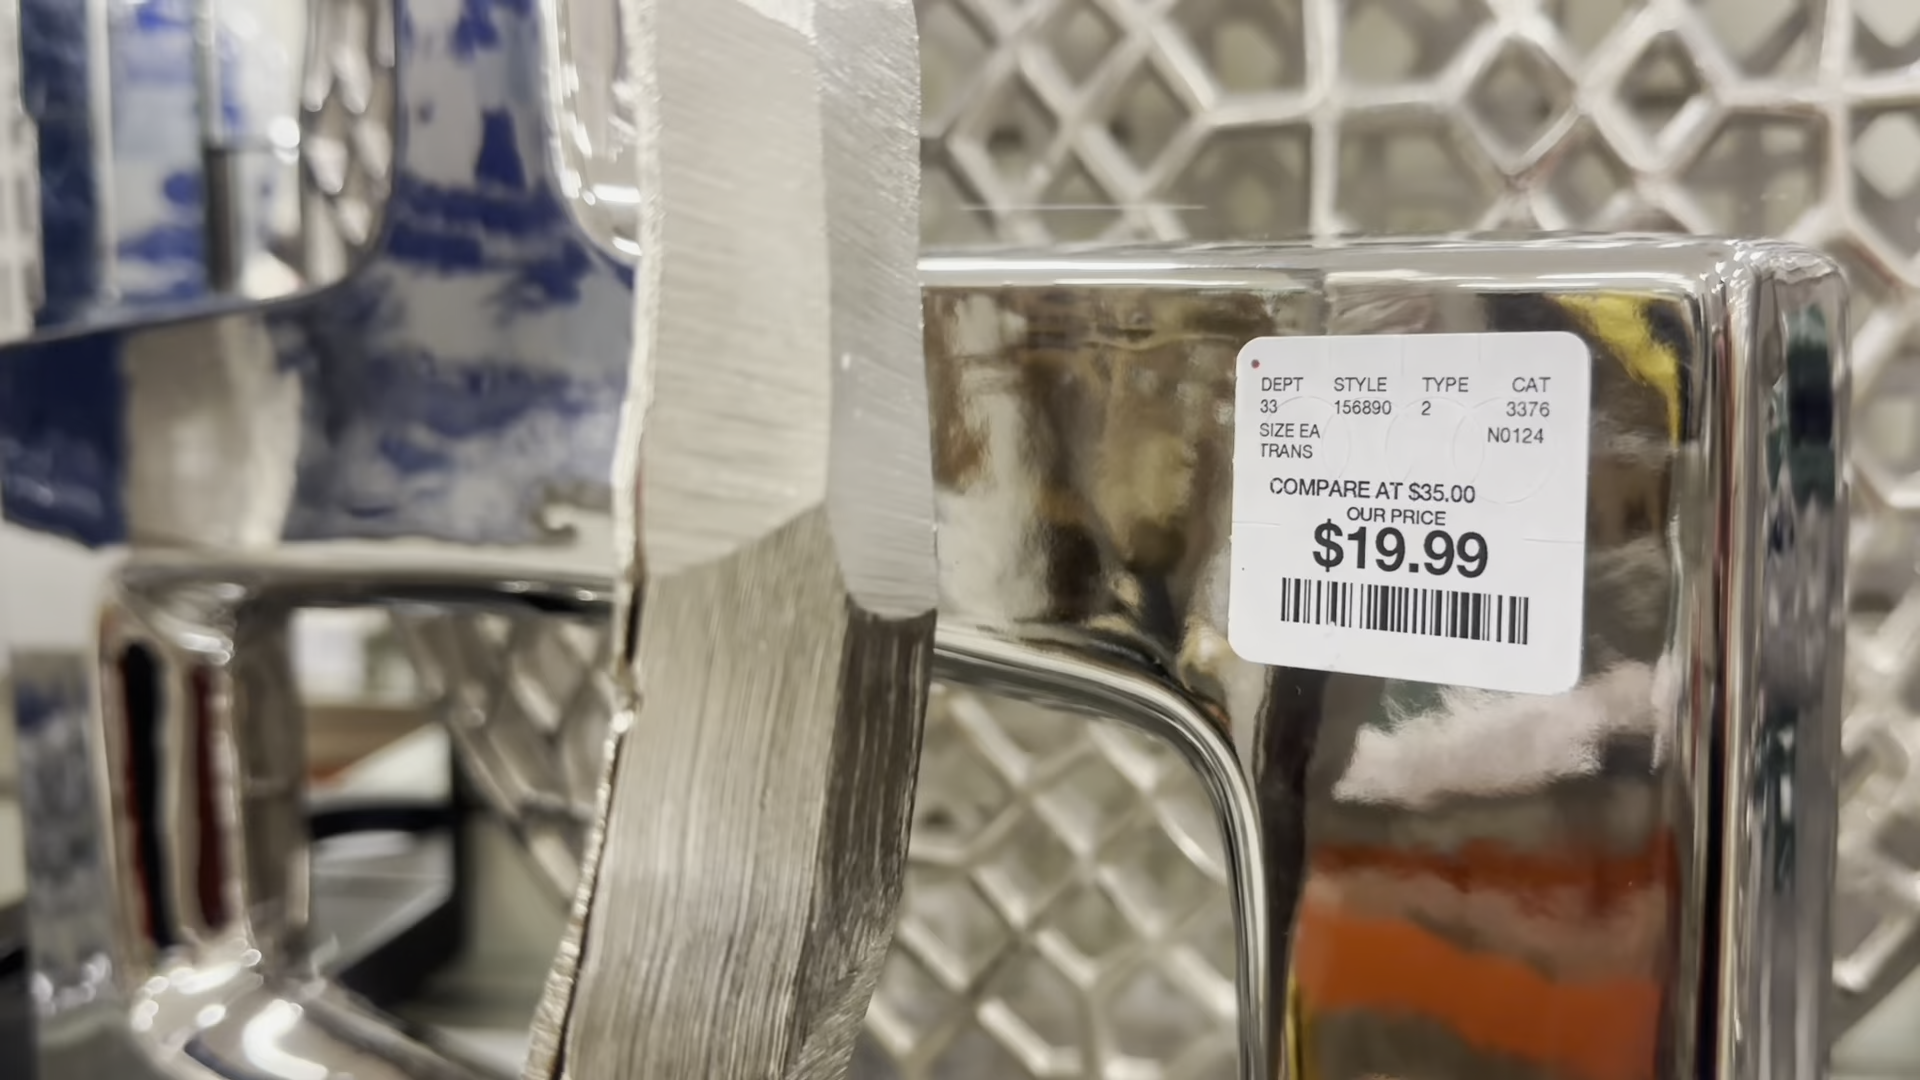 DEPT STYLE TYPE CAT
33 156890 2 3376
SIZE EA N0124
TRANS
COMPARE AT $35.00
OUR PRICE
$19.99